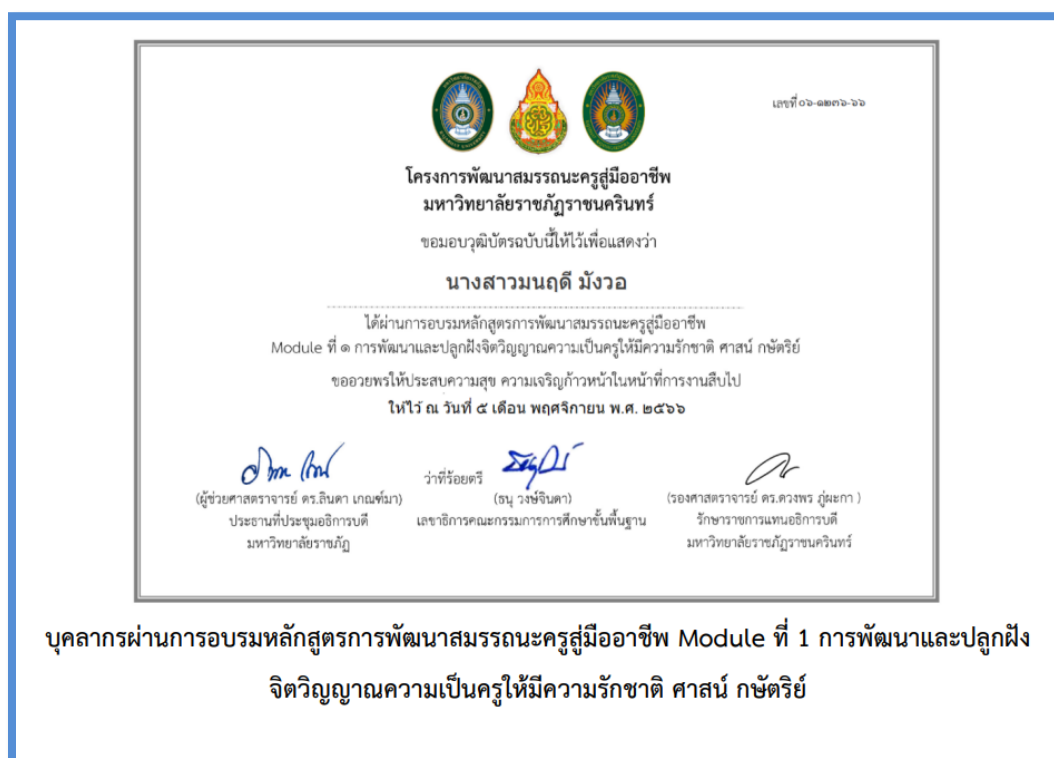 เลขที่ ๐๖-๑๒๓๖-๖๖
โครงการพัฒนาสมรรถนะครูสู่มืออาชีพ
มหาวิทยาลัยราชภัฏราชนครินทร์
ขอมอบวุฒิบัตรฉบับนี้ให้ไว้เพื่อแสดงว่า
นางสาวมนฤดี มังวอ
ได้ผ่านการอบรมหลักสูตรการพัฒนาสมรรถนะครูสู่มืออาชีพ
Module ที่ ๑ การพัฒนาและปลูกฝังจิตวิญญาณความเป็นครูให้มีความรักชาติ ศาสน์ กษัตริย์
ขออวยพรให้ประสบความสุข ความเจริญก้าวหน้าในหน้าที่การงานสืบไป
ให้ไว้ ณ วันที่ ๕ เดือน พฤศจิกายน พ.ศ. ๒๕๖๖
ว่าที่ร้อยตรี
(ผู้ช่วยศาสตราจารย์ ดร.ลินดา เกณฑ์มา) (ธนุ วงษ์จินดา) (รองศาสตราจารย์ ดร.ดวงพร ภู่ผะกา )
ประธานที่ประชุมอธิการบดี เลขาธิการคณะกรรมการการศึกษาขั้นพื้นฐาน รักษาราชการแทนอธิการบดี
มหาวิทยาลัยราชภัฏ มหาวิทยาลัยราชภัฏราชนครินทร์
บุคลากรผ่านการอบรมหลักสูตรการพัฒนาสมรรถนะครูสู่มืออาชีพ Module ที่ 1 การพัฒนาและปลูกฝัง
จิตวิญญาณความเป็นครูให้มีความรักชาติ ศาสน์ กษัตริย์